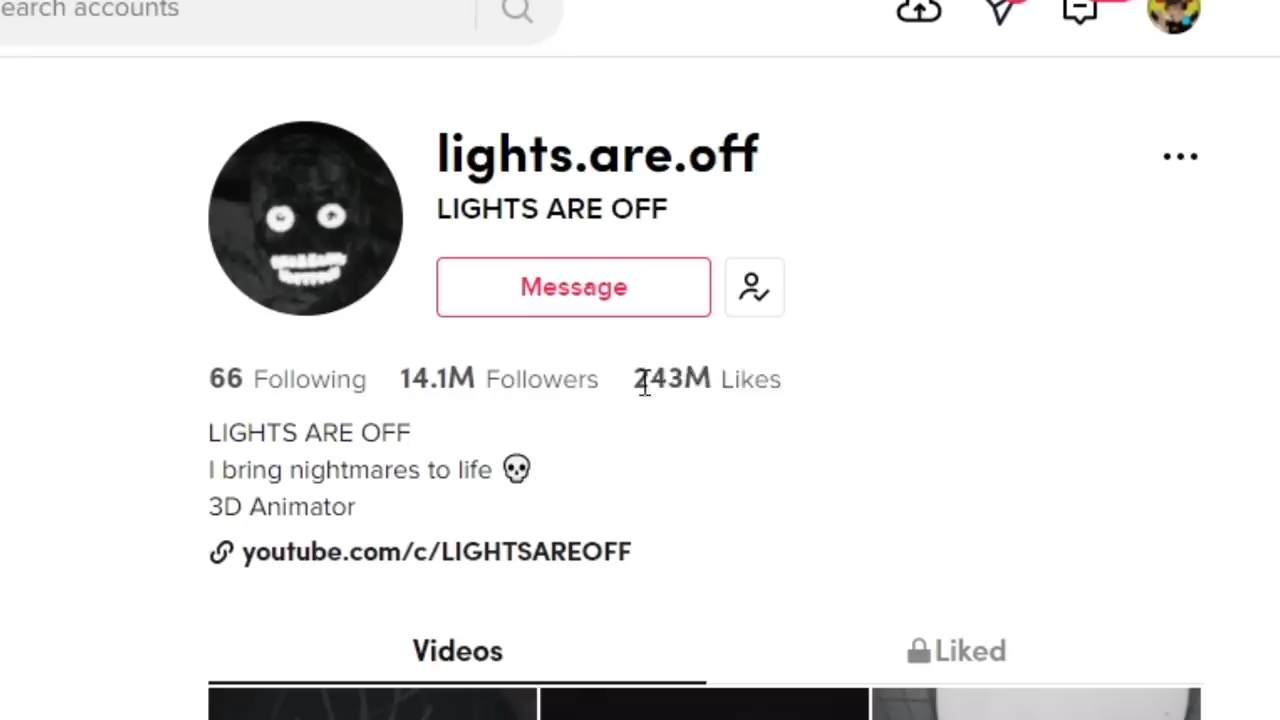 earch accounts
lights.are.off
LIGHTS ARE OFF
Message
66 Following 14.1M Followers 243M Likes
LIGHTS ARE OFF
I bring nightmares to life 💀
3D Animator
youtube.com/c/LIGHTSAREOFF
Videos Liked